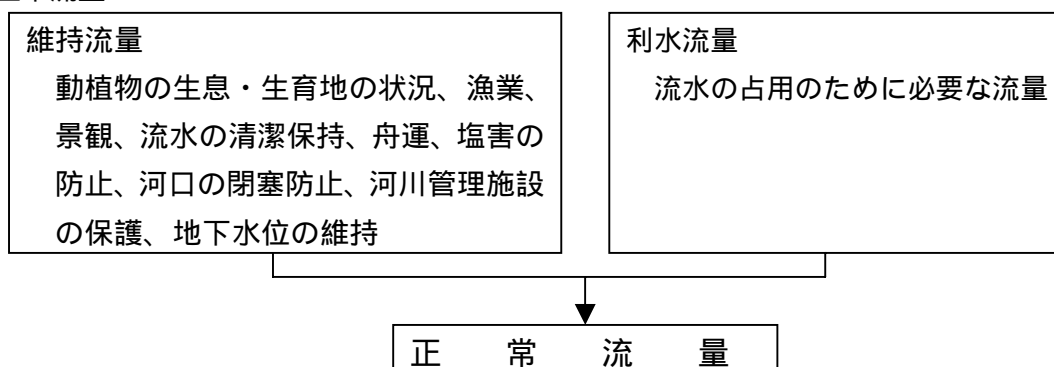 維持流量
動植物の生息・生育地の状況、漁業、
景観、流水の清潔保持、舟運、塩害の
防止、河口の閉塞防止、河川管理施設
の保護、地下水位の維持
利水流量
流水の占用のために必要な流量
正常流量